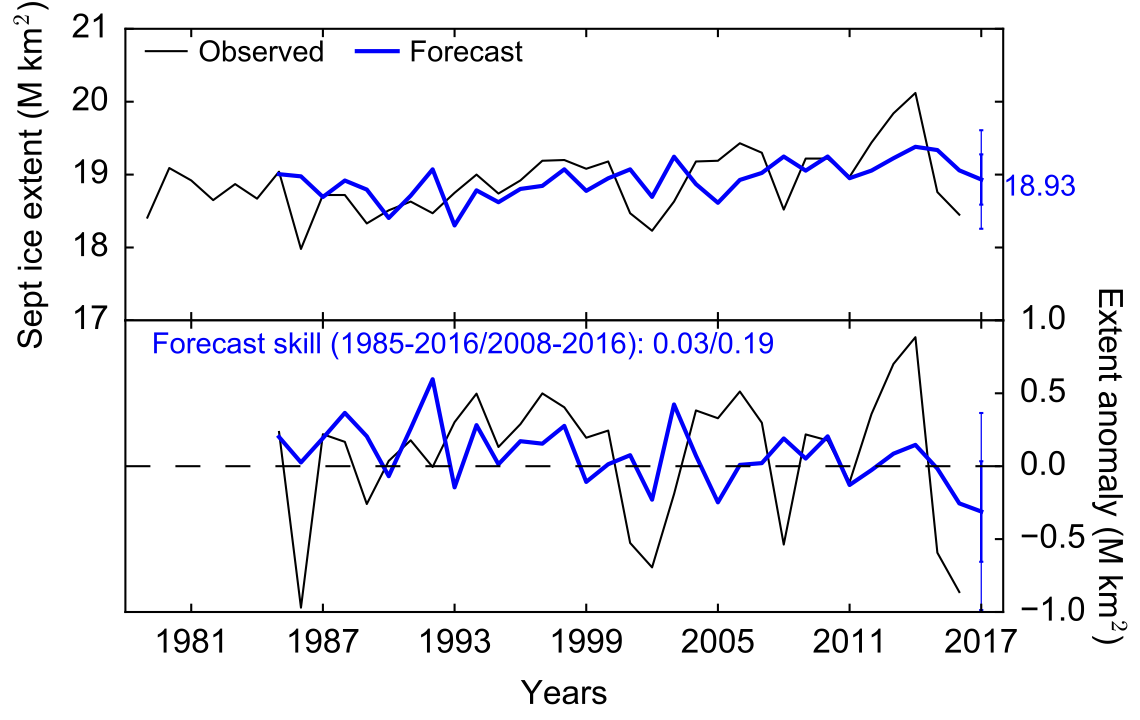 Sept ice extent (M km²)
21
20
19
18
17
Observed
Forecast
18.93
Forecast skill (1985-2016/2008-2016): 0.03/0.19
1.0
0.5
0.0
−0.5
−1.0
Extent anomaly (M km²)
1981 1987 1993 1999 2005 2011 2017
Years